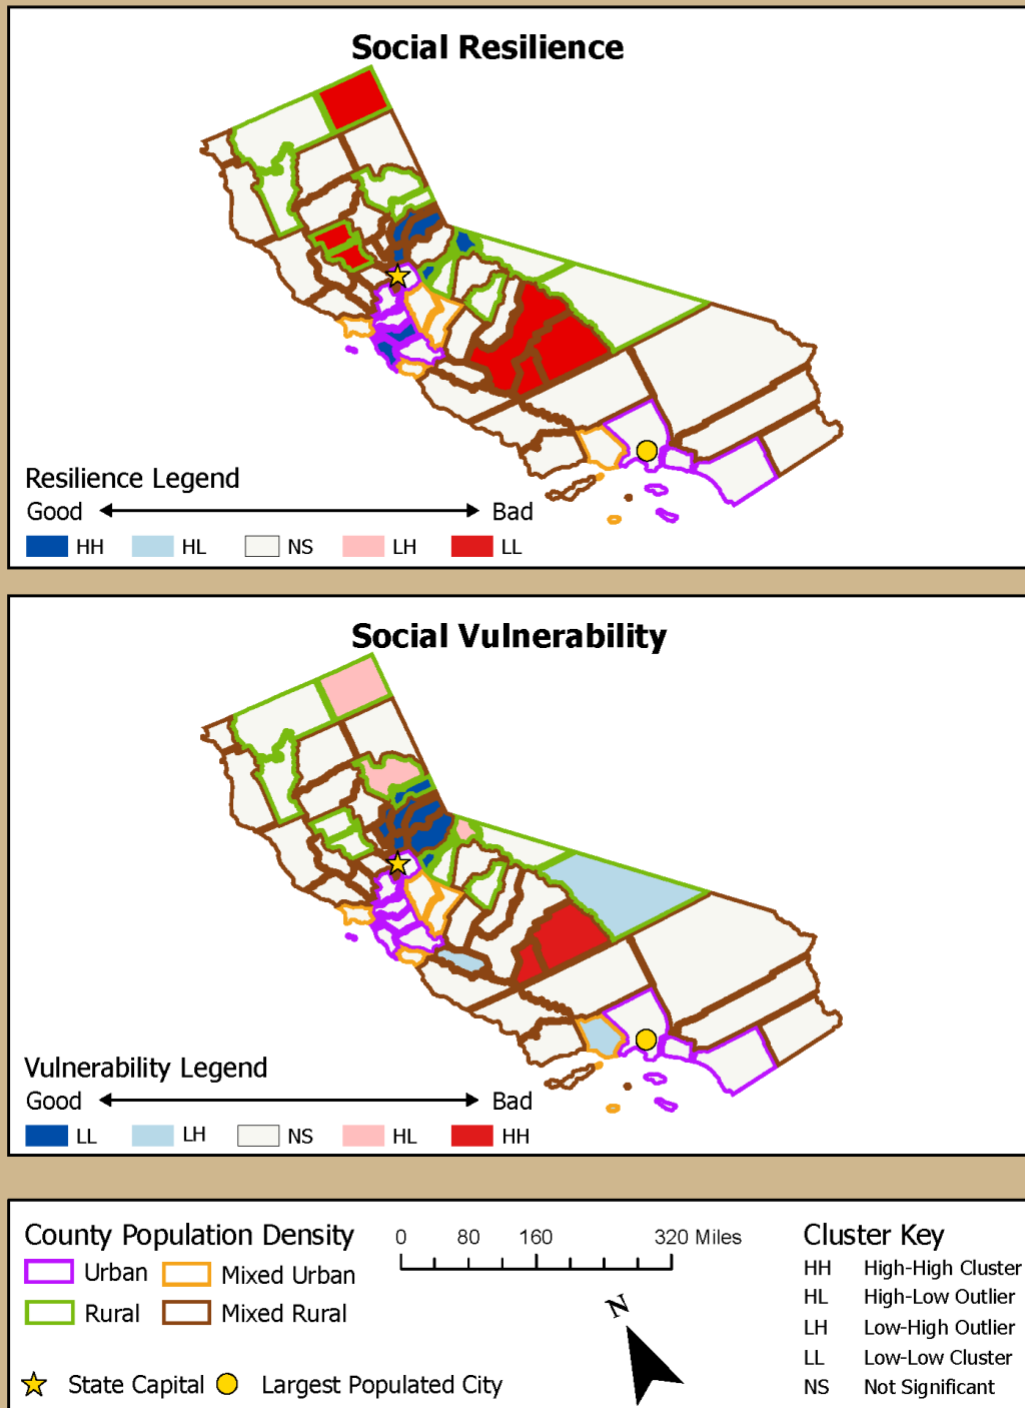 Social Resilience
Resilience Legend
Good Bad
HH HL NS LH LL
Social Vulnerability
Vulnerability Legend
Good Bad
LL LH NS HL HH
County Population Density
Urban Mixed Urban
Rural Mixed Rural
State Capital Largest Populated City
0 80 160 320 Miles
N
Cluster Key
HH High-High Cluster
HL High-Low Outlier
LH Low-High Outlier
LL Low-Low Cluster
NS Not Significant